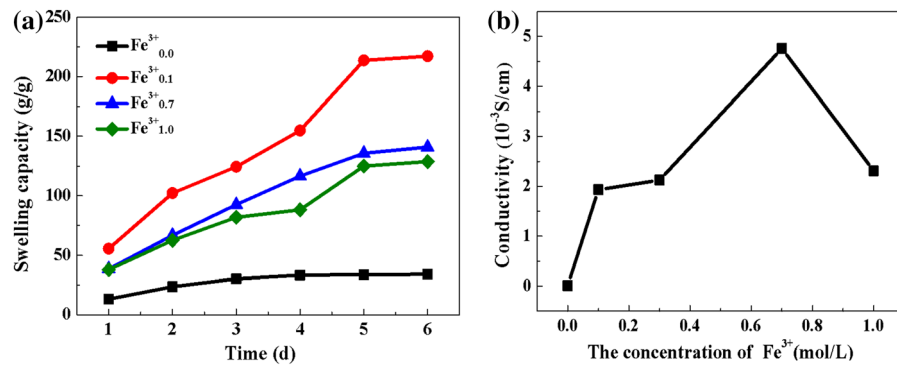 (a)
Swelling capacity (g/g)
250
200
150
100
50
0
Fe³⁺0.0
Fe³⁺0.1
Fe³⁺0.7
Fe³⁺1.0
1 2 3 4 5 6
Time (d)
(b)
Conductivity (10⁻³S/cm)
5
4
3
2
1
0
0.0 0.2 0.4 0.6 0.8 1.0
The concentration of Fe³⁺(mol/L)